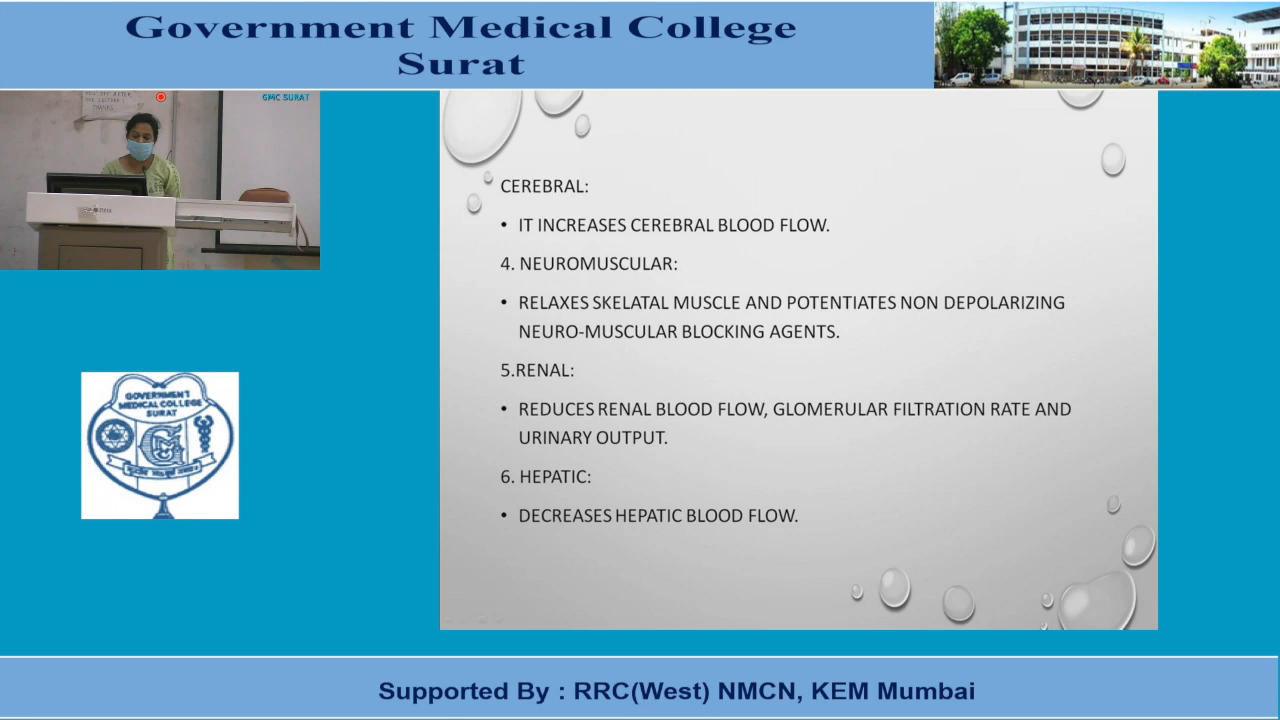 Government Medical College
Surat
THANKS
GMC SURAT
CEREBRAL:
• IT INCREASES CEREBRAL BLOOD FLOW.
4. NEUROMUSCULAR:
• RELAXES SKELATAL MUSCLE AND POTENTIATES NON DEPOLARIZING
NEURO-MUSCULAR BLOCKING AGENTS.
5.RENAL:
• REDUCES RENAL BLOOD FLOW, GLOMERULAR FILTRATION RATE AND
URINARY OUTPUT.
6. HEPATIC:
• DECREASES HEPATIC BLOOD FLOW.
GOVERNMENT
MEDICAL COLLEGE
SURAT
Supported By : RRC(West) NMCN, KEM Mumbai